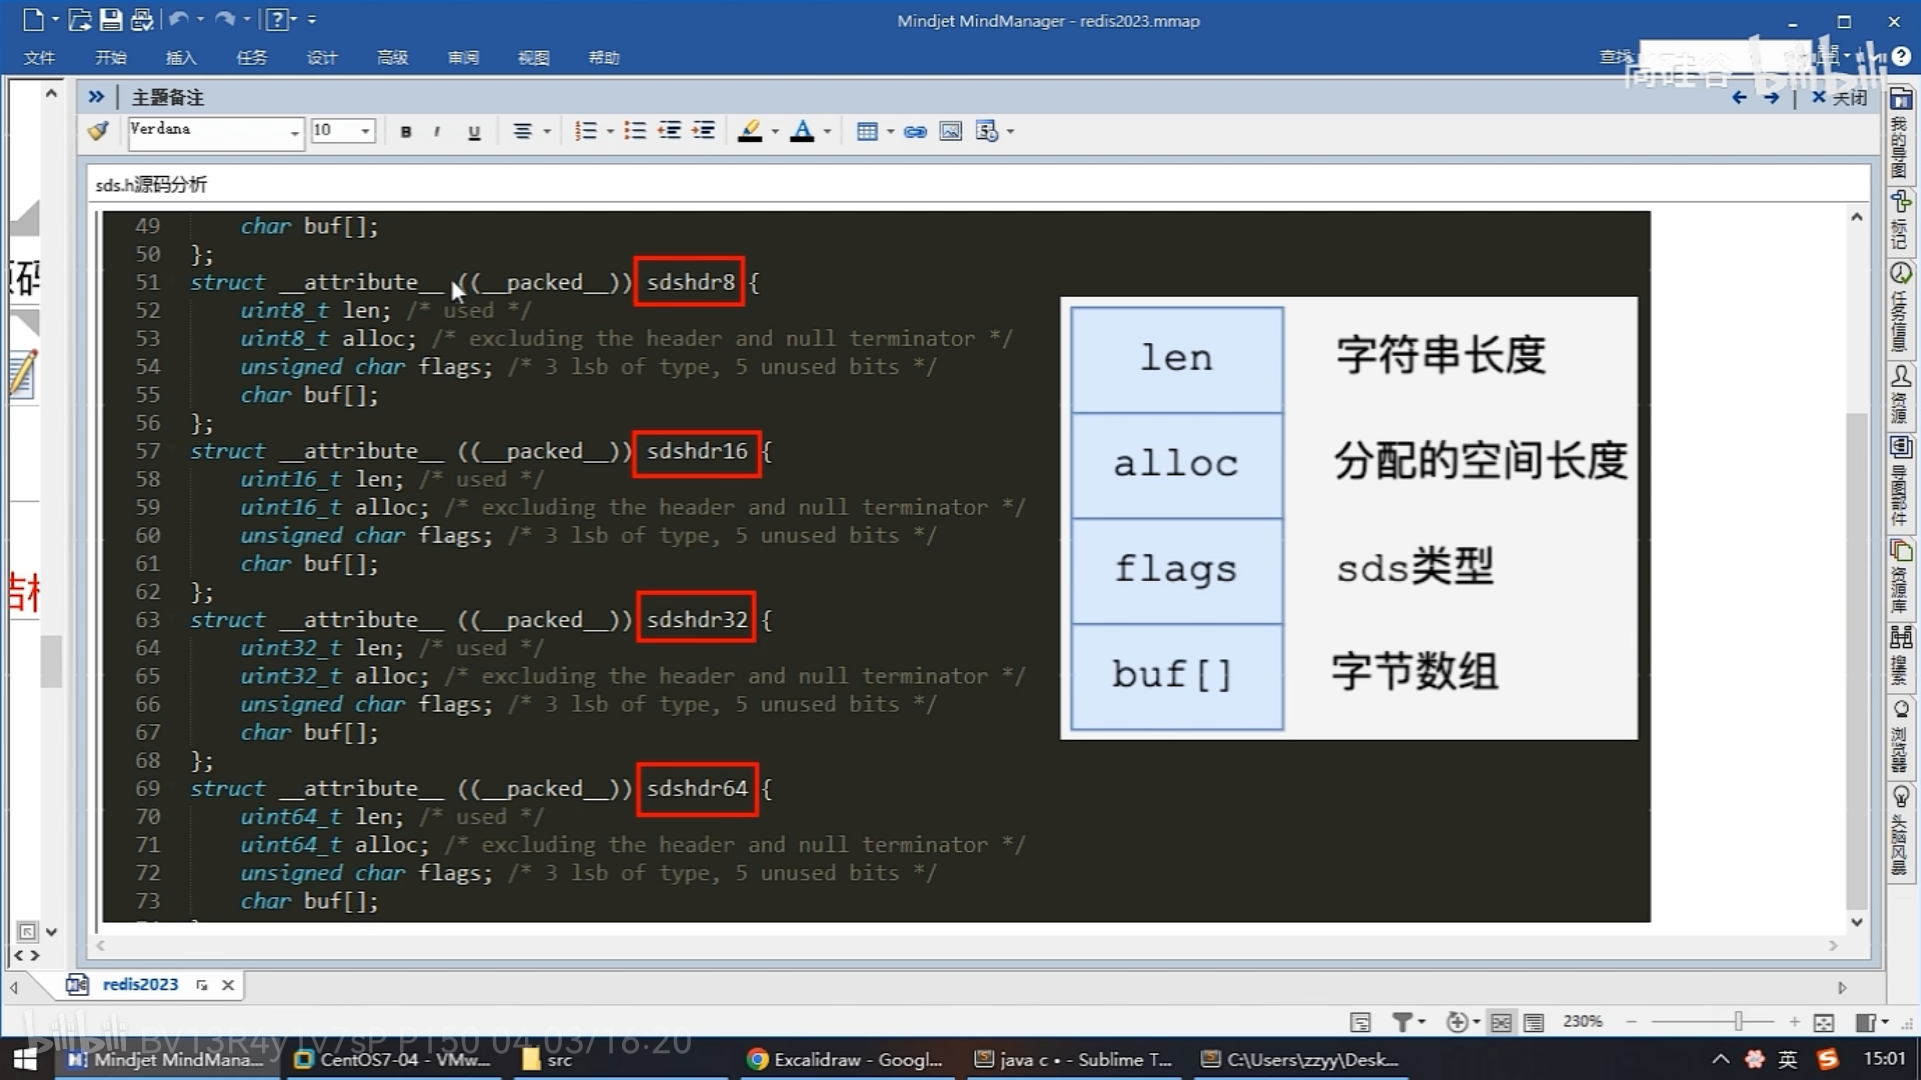 Mindjet MindManager - redis2023.mmap
文件 开始 插入 任务 设计 高级 审阅 视图 帮助 查找
尚硅谷 bilibili
主题备注 关闭
Verdana 10 B I U
sds.h源码分析
49 char buf[];
50 };
51 struct __attribute__ ((__packed__)) sdshdr8 {
52 uint8_t len; /* used */
53 uint8_t alloc; /* excluding the header and null terminator */
54 unsigned char flags; /* 3 lsb of type, 5 unused bits */
55 char buf[];
56 };
57 struct __attribute__ ((__packed__)) sdshdr16 {
58 uint16_t len; /* used */
59 uint16_t alloc; /* excluding the header and null terminator */
60 unsigned char flags; /* 3 lsb of type, 5 unused bits */
61 char buf[];
62 };
63 struct __attribute__ ((__packed__)) sdshdr32 {
64 uint32_t len; /* used */
65 uint32_t alloc; /* excluding the header and null terminator */
66 unsigned char flags; /* 3 lsb of type, 5 unused bits */
67 char buf[];
68 };
69 struct __attribute__ ((__packed__)) sdshdr64 {
70 uint64_t len; /* used */
71 uint64_t alloc; /* excluding the header and null terminator */
72 unsigned char flags; /* 3 lsb of type, 5 unused bits */
73 char buf[];
len 字符串长度
alloc 分配的空间长度
flags sds类型
buf[] 字节数组
我的导图
标记
任务信息
资源
导图部件
资源库
搜索
浏览器
头脑风暴
redis2023
230%
bilibili BV13R4y1v7sP P150 04:03/16:20
Mindjet MindMana... CentOS7-04 - VMw... src Excalidraw - Googl... java c • - Sublime T... C:\Users\zzyy\Desk... 英 15:01